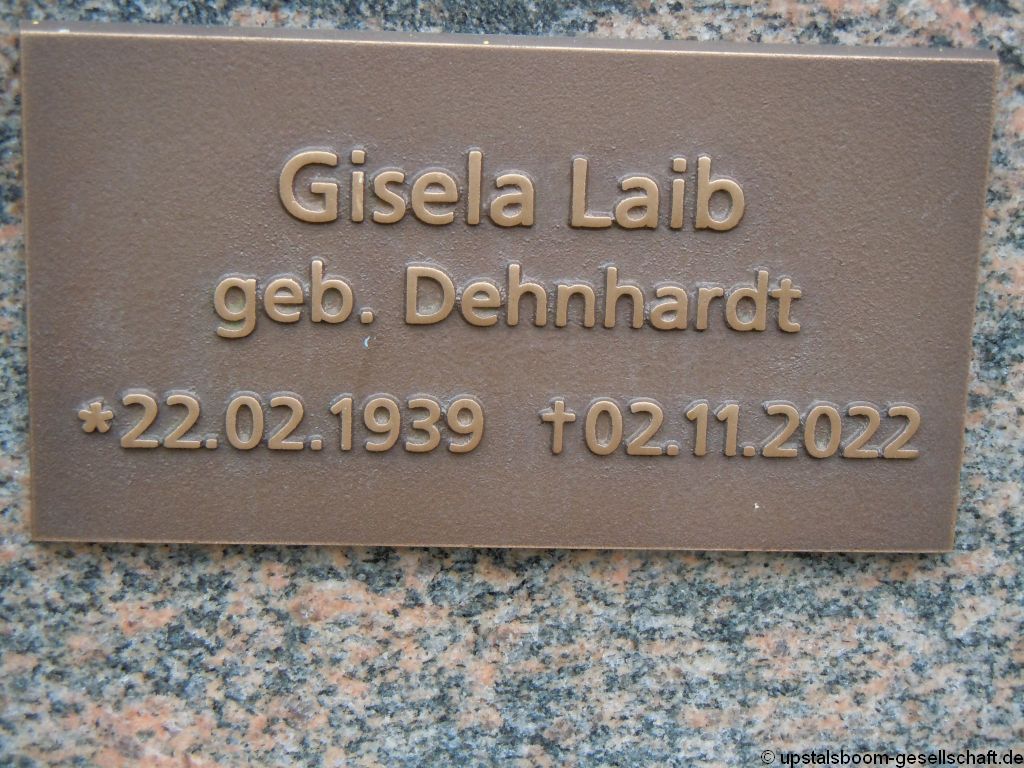 Gisela Laib
geb. Dehnhardt
*22.02.1939 †02.11.2022
© upstalsboom-gesellschaft.de